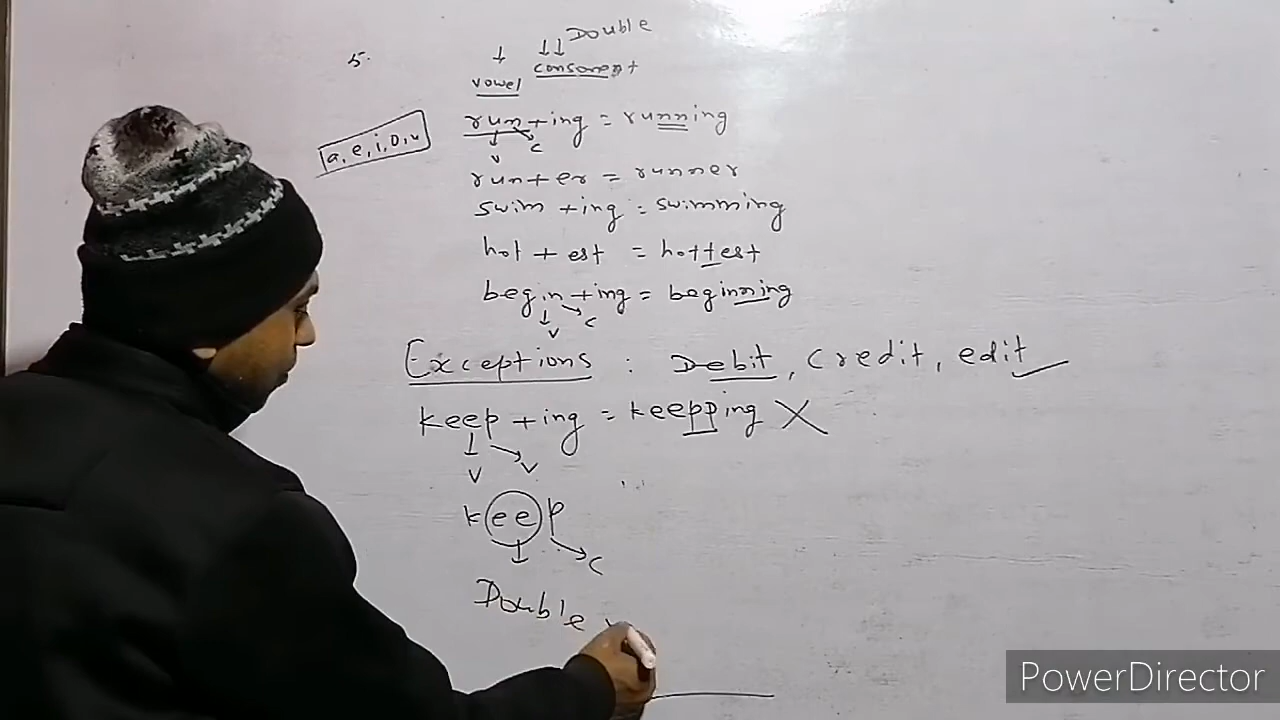 Double
5.
vowel consonent
a, e, i, o, u
run+ing = running
v c
run+er = runner
swim +ing = swimming
hot + est = hottest
begin +ing = beginning
v c
Exceptions : Debit, credit, edit
keep +ing = keepping X
v v
keep
c
Double
PowerDirector